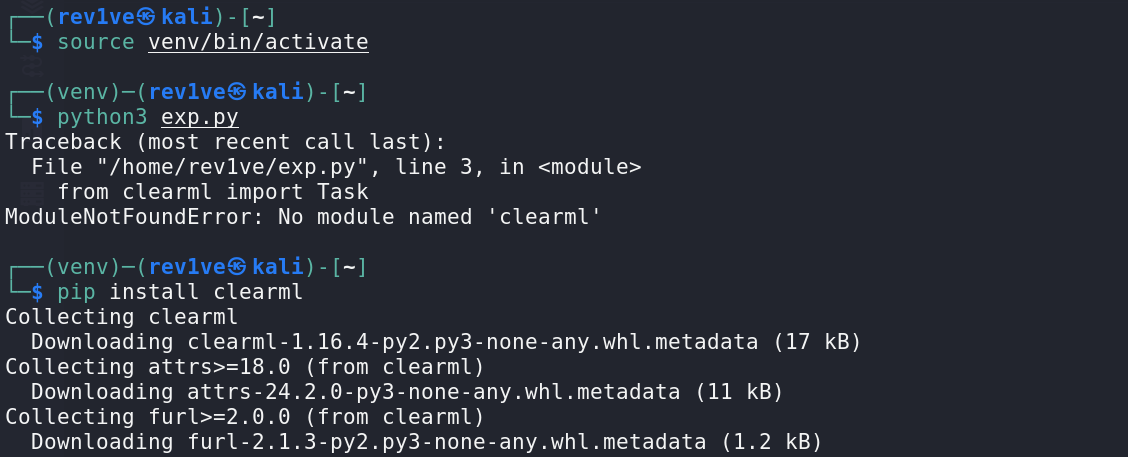 ┌──(rev1ve㉿kali)-[~]
└─$ source venv/bin/activate
┌──(venv)─(rev1ve㉿kali)-[~]
└─$ python3 exp.py
Traceback (most recent call last):
  File "/home/rev1ve/exp.py", line 3, in <module>
    from clearml import Task
ModuleNotFoundError: No module named 'clearml'
┌──(venv)─(rev1ve㉿kali)-[~]
└─$ pip install clearml
Collecting clearml
  Downloading clearml-1.16.4-py2.py3-none-any.whl.metadata (17 kB)
Collecting attrs>=18.0 (from clearml)
  Downloading attrs-24.2.0-py3-none-any.whl.metadata (11 kB)
Collecting furl>=2.0.0 (from clearml)
  Downloading furl-2.1.3-py2.py3-none-any.whl.metadata (1.2 kB)